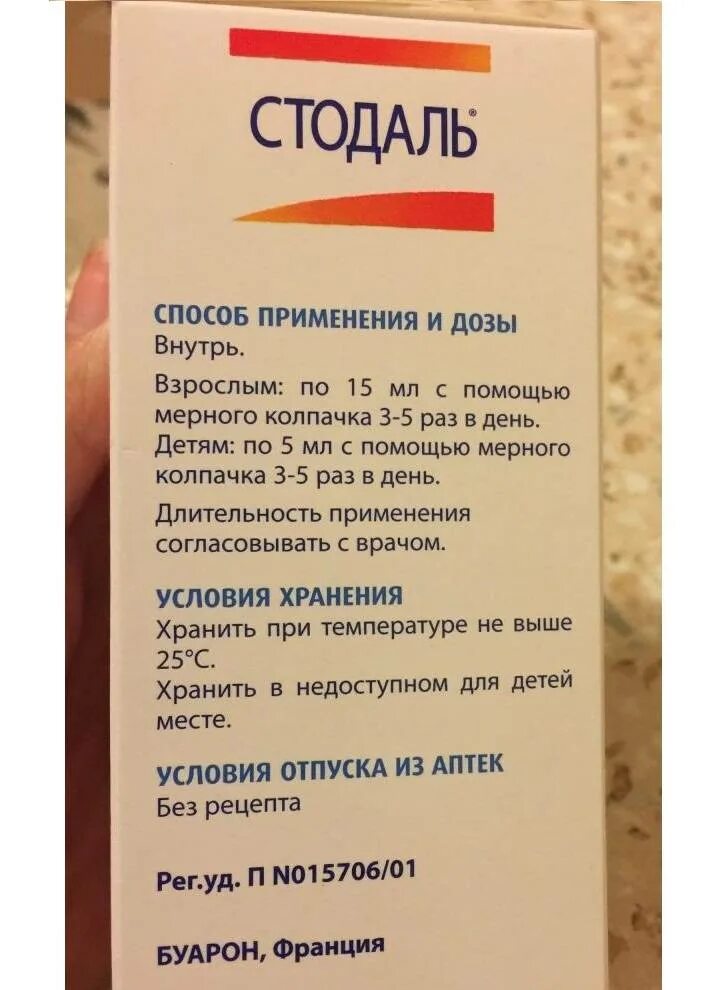 СТОДАЛЬ®
СПОСОБ ПРИМЕНЕНИЯ И ДОЗЫ
Внутрь.
Взрослым: по 15 мл с помощью
мерного колпачка 3-5 раз в день.
Детям: по 5 мл с помощью мерного
колпачка 3-5 раз в день.
Длительность применения
согласовывать с врачом.
УСЛОВИЯ ХРАНЕНИЯ
Хранить при температуре не выше
25°С.
Хранить в недоступном для детей
месте.
УСЛОВИЯ ОТПУСКА ИЗ АПТЕК
Без рецепта
Рег.уд. П N015706/01
БУАРОН, Франция